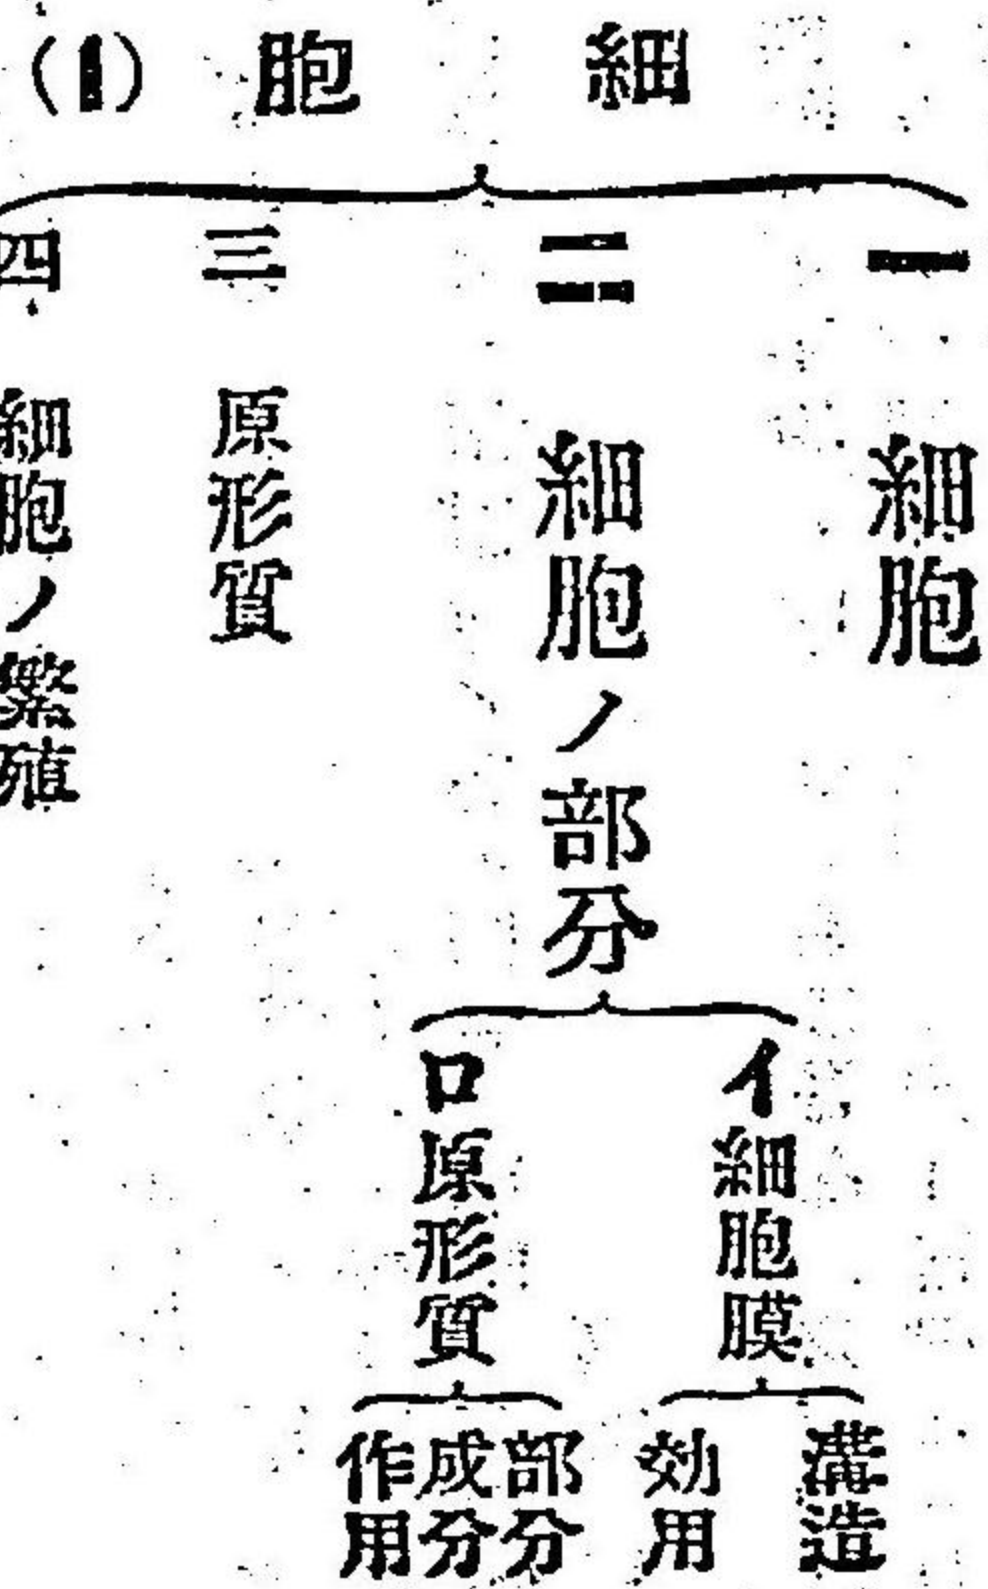 細胞(1)
一 細胞
二 細胞ノ部分
イ細胞膜
溝造
効用
ロ原形質
部分
成分
作用
三 原形質
四 細胞ノ繁殖